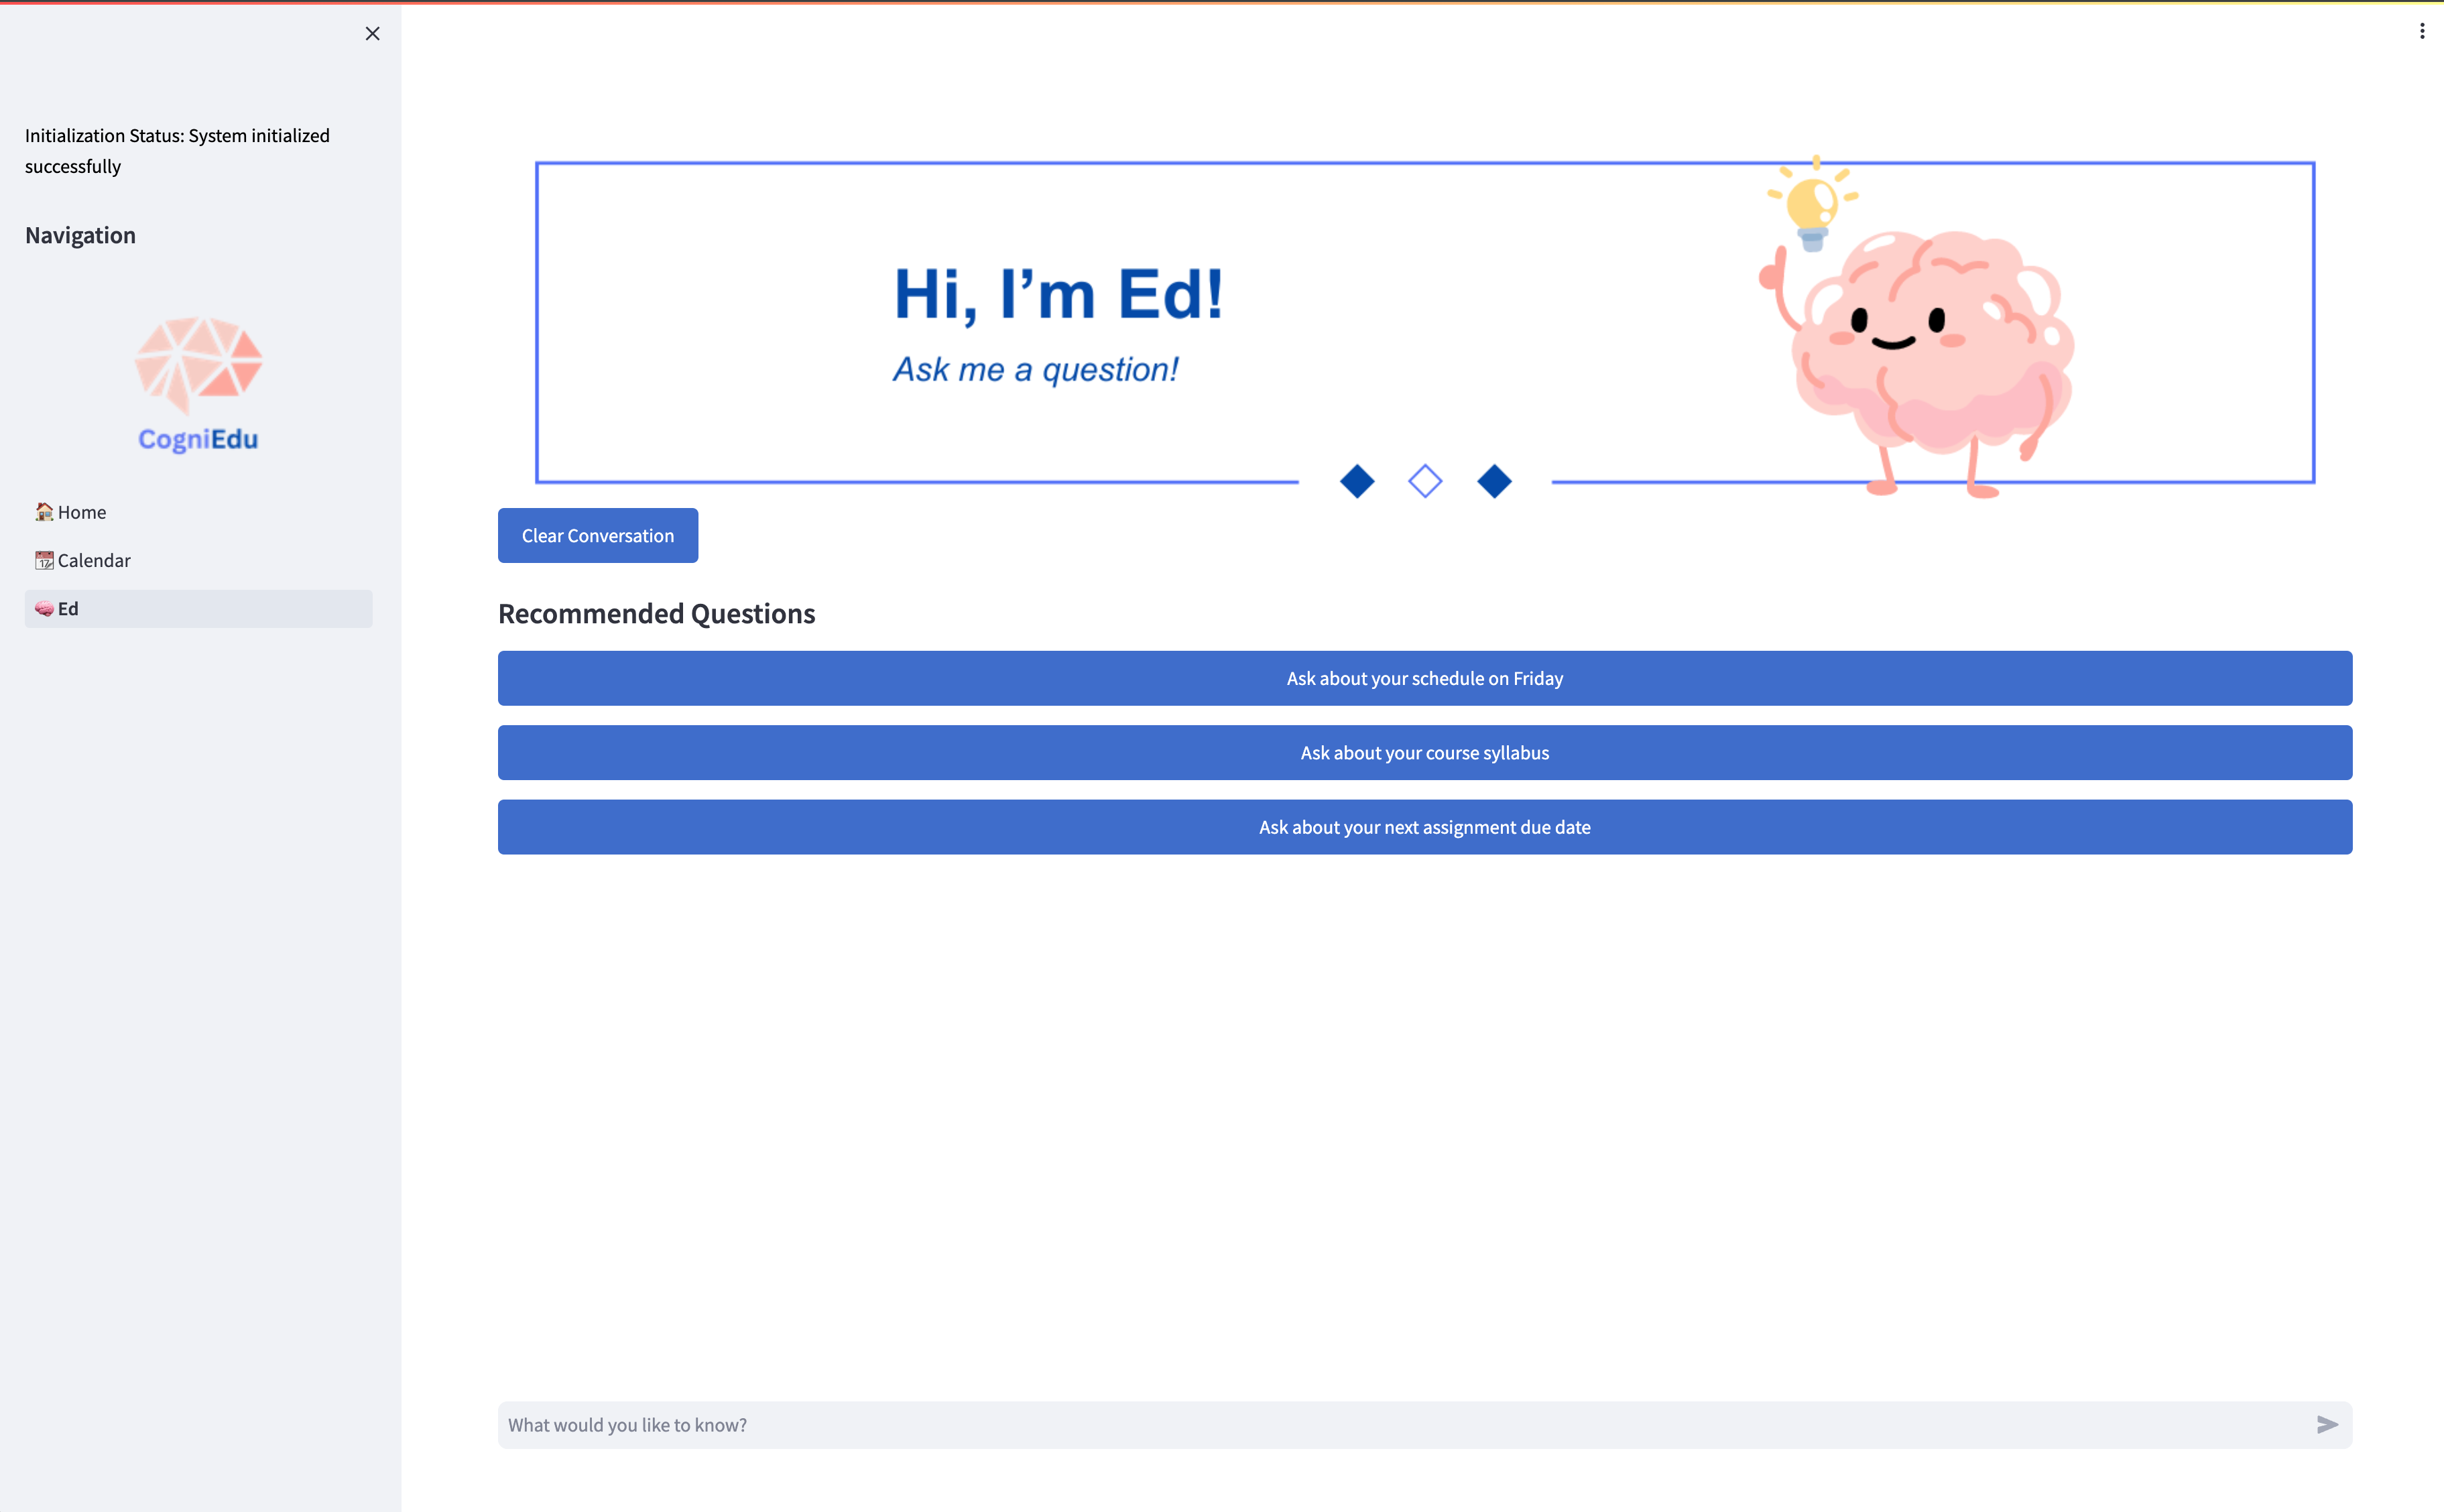 Initialization Status: System initialized
successfully
Navigation
CogniEdu
Home
17
Calendar
Ed
Hi, I’m Ed!
Ask me a question!
Clear Conversation
Recommended Questions
Ask about your schedule on Friday
Ask about your course syllabus
Ask about your next assignment due date
What would you like to know?